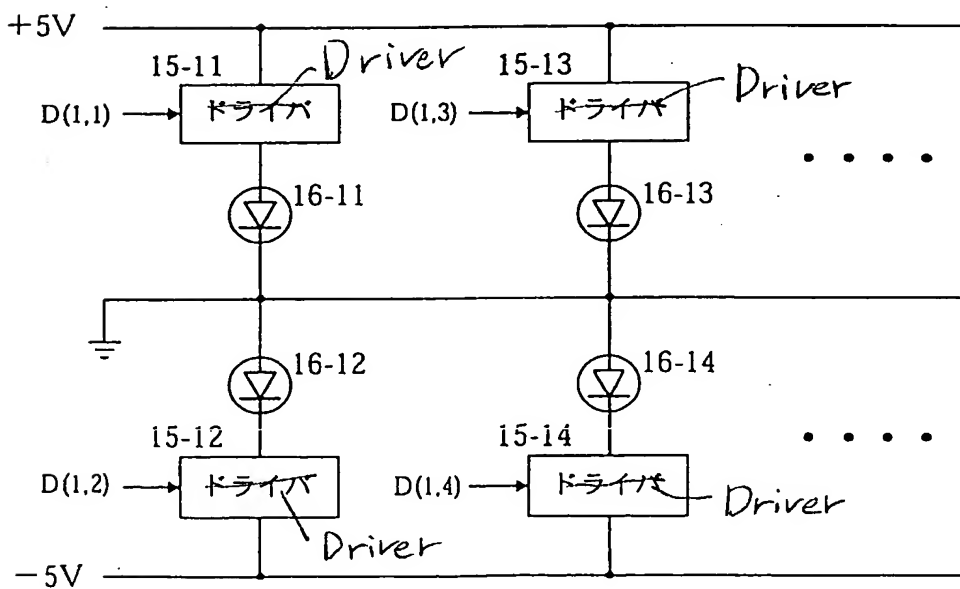 +5V
15-11 Driver 15-13 Driver
D(1,1) ドライバ D(1,3) ドライバ
16-11 16-13
16-12 16-14
15-12 15-14
D(1,2) ドライバ D(1,4) ドライバ
Driver Driver
-5V